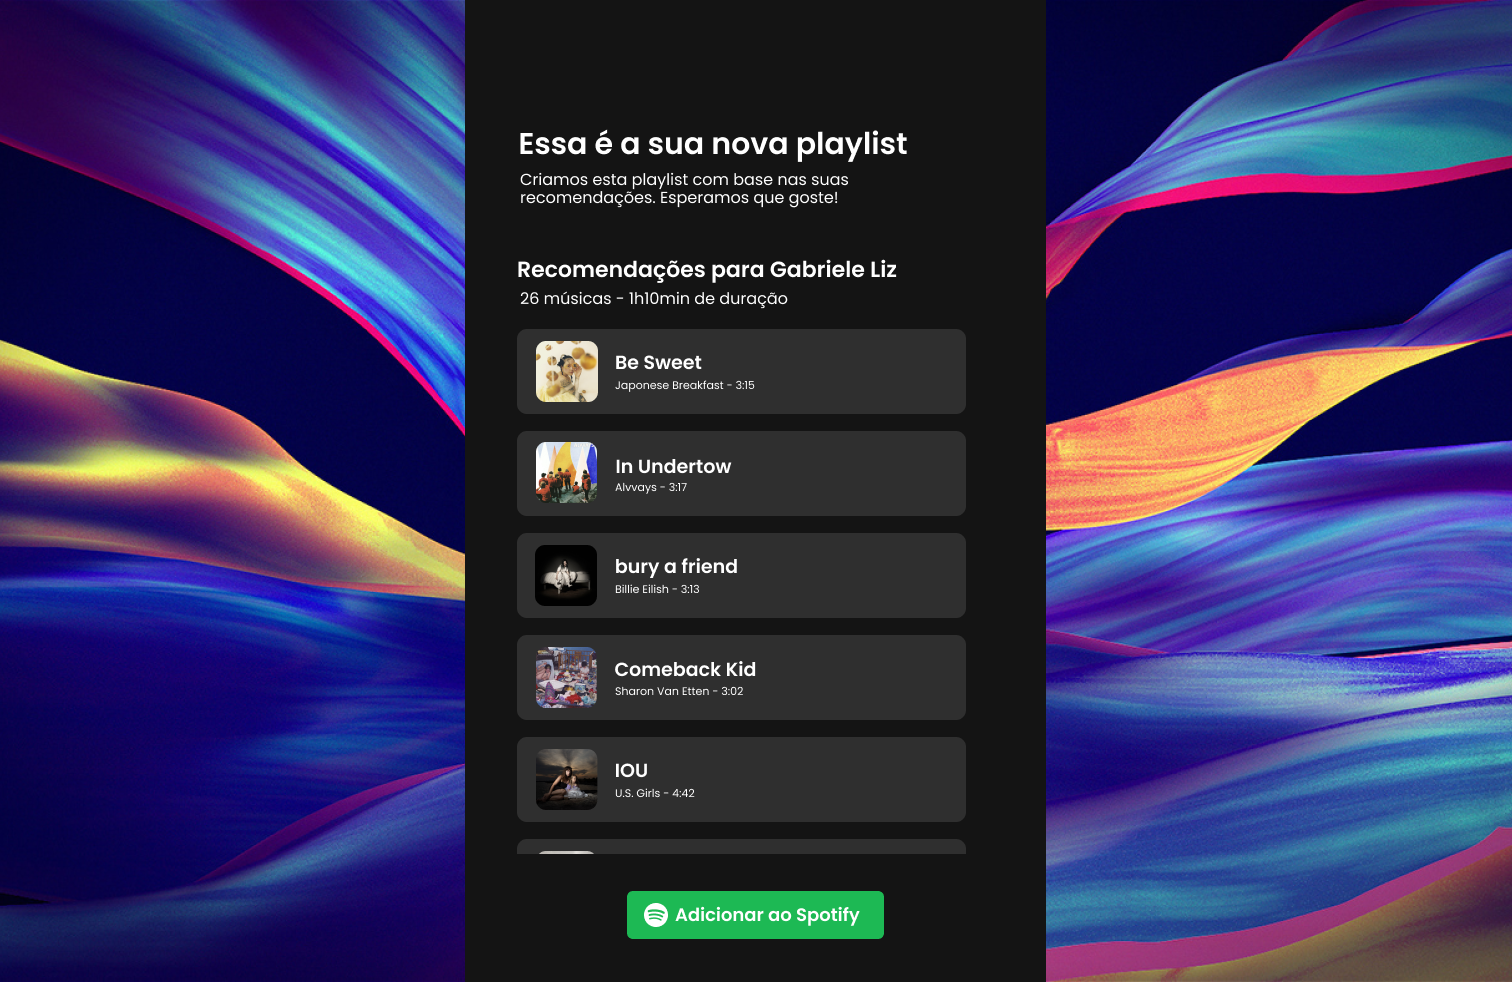 Essa é a sua nova playlist
Criamos esta playlist com base nas suas
recomendações. Esperamos que goste!
Recomendações para Gabriele Liz
26 músicas - 1h10min de duração
Be Sweet
Japonese Breakfast - 3:15
In Undertow
Alvvays - 3:17
bury a friend
Billie Eilish - 3:13
Comeback Kid
Sharon Van Etten - 3:02
IOU
U.S. Girls - 4:42
Adicionar ao Spotify